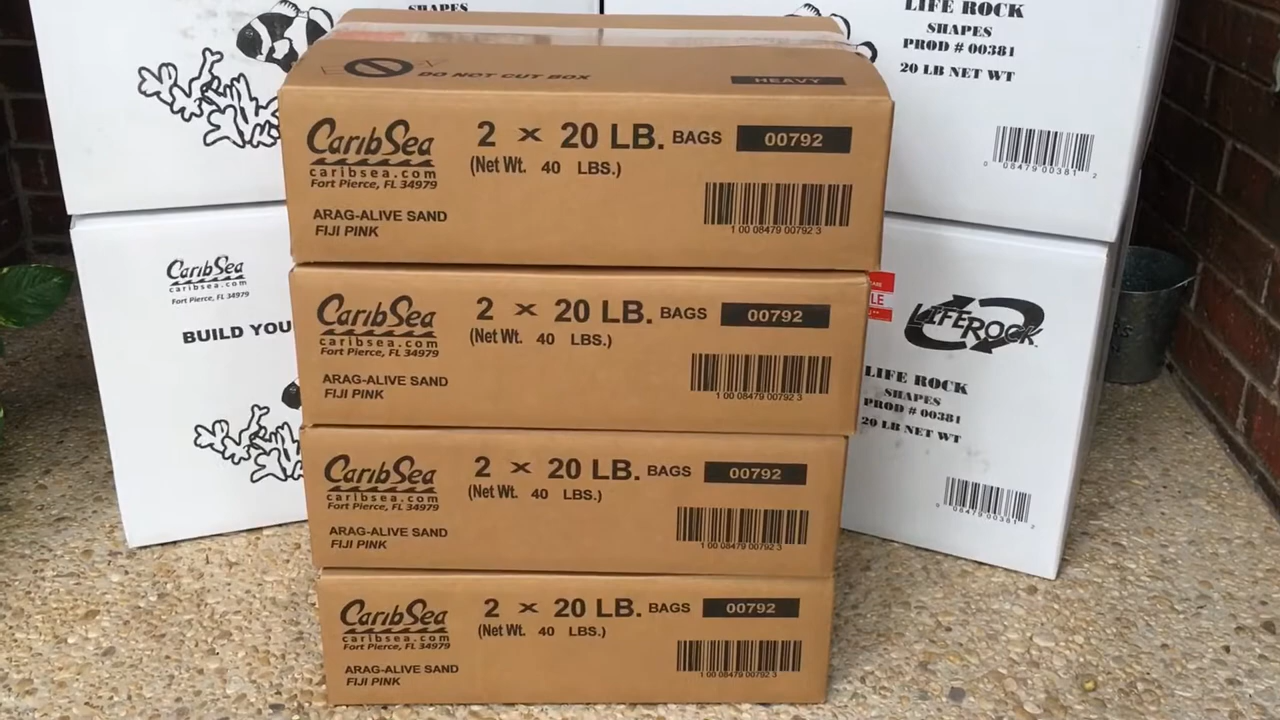 SHAPES
LIFE ROCK
SHAPES
PROD # 00381
20 LB NET WT
0 08479 00381 2
DO NOT CUT BOX
HEAVY
CaribSea
caribsea.com
Fort Pierce, FL 34979
2 x 20 LB. BAGS 00792
(Net Wt. 40 LBS.)
ARAG-ALIVE SAND
FIJI PINK
1 00 08479 00792 3
CaribSea
caribsea.com
Fort Pierce, FL 34979
BUILD YOU
CaribSea
caribsea.com
Fort Pierce, FL 34979
2 x 20 LB. BAGS 00792
(Net Wt. 40 LBS.)
ARAG-ALIVE SAND
FIJI PINK
1 00 08479 00792 3
LE
LIFEROCK
LIFE ROCK
SHAPES
PROD # 00381
20 LB NET WT
0 08479 00381 2
CaribSea
caribsea.com
Fort Pierce, FL 34979
2 x 20 LB. BAGS 00792
(Net Wt. 40 LBS.)
ARAG-ALIVE SAND
FIJI PINK
1 00 08479 00792 3
CaribSea
caribsea.com
Fort Pierce, FL 34979
2 x 20 LB. BAGS 00792
(Net Wt. 40 LBS.)
ARAG-ALIVE SAND
FIJI PINK
1 00 08479 00792 3